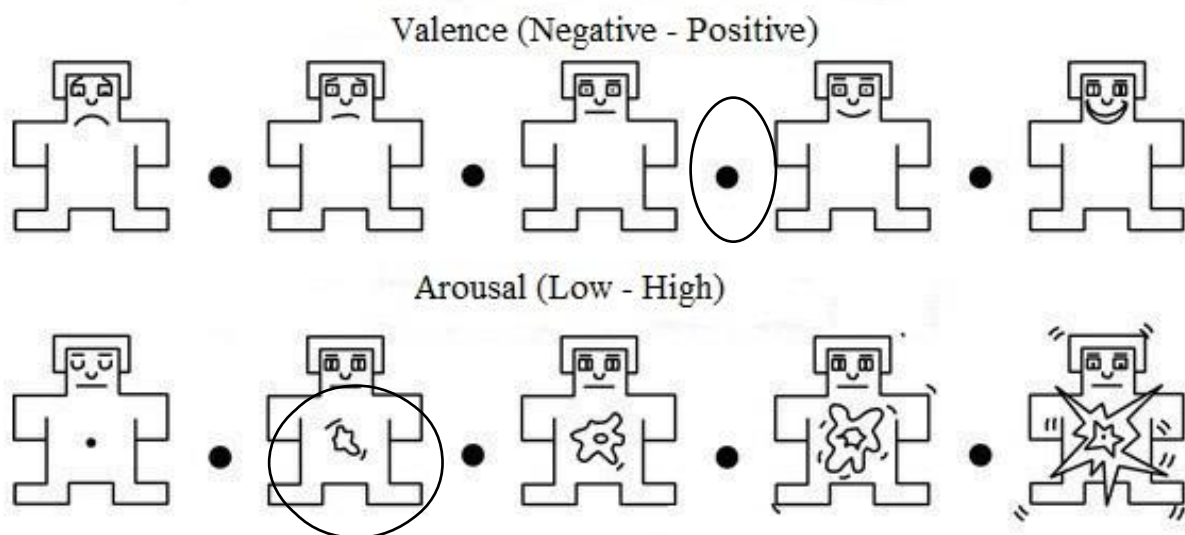 Valence (Negative - Positive)
Arousal (Low - High)